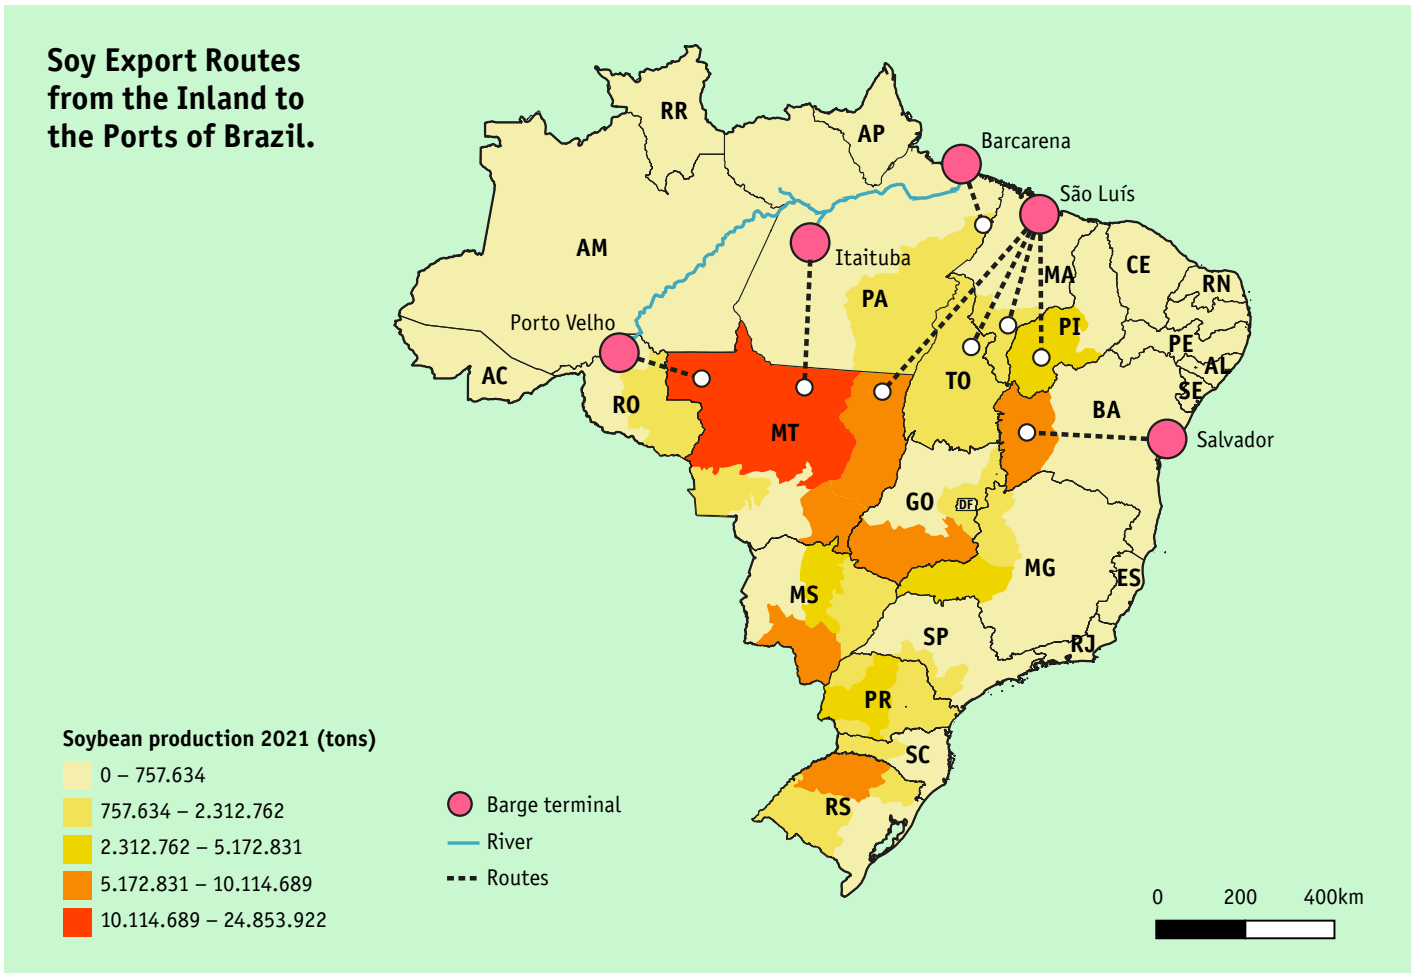 Soy Export Routes
from the Inland to
the Ports of Brazil.
RR
AP
Barcarena
São Luís
AM
Itaituba
MA
CE
RN
PA
Porto Velho
PI
PE
AL
AC
TO
SE
RO
BA
MT
Salvador
GO
DF
MG
ES
MS
SP
RJ
PR
SC
RS
Soybean production 2021 (tons)
0 – 757.634
757.634 – 2.312.762
2.312.762 – 5.172.831
5.172.831 – 10.114.689
10.114.689 – 24.853.922
Barge terminal
River
Routes
0 200 400km